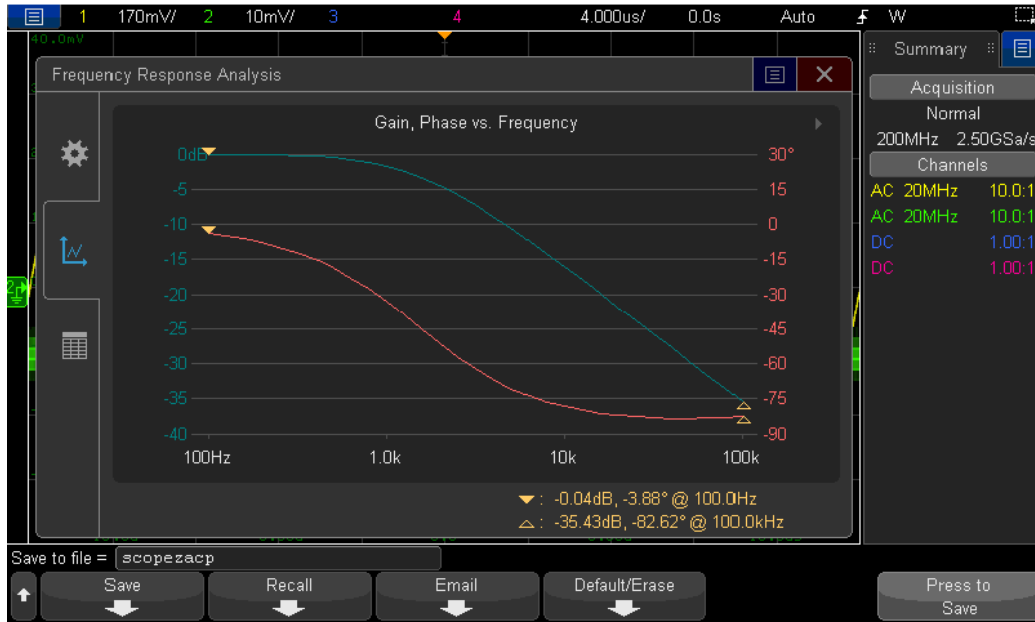 1 170mV/ 2 10mV/ 3 4 4.000us/ 0.0s Auto W
40.0mV
Summary
Frequency Response Analysis
Acquisition
Normal
200MHz 2.50GSa/s
Channels
AC 20MHz 10.0:1
AC 20MHz 10.0:1
DC 1.00:1
DC 1.00:1
Gain, Phase vs. Frequency
0dB 30°
-5 15
-10 0
-15 -15
-20 -30
-25 -45
-30 -60
-35 -75
-40 -90
100Hz 1.0k 10k 100k
: -0.04dB, -3.88° @ 100.0Hz
: -35.43dB, -82.62° @ 100.0kHz
2
Save to file = scopezacp
Save Recall Email Default/Erase Press to
Save